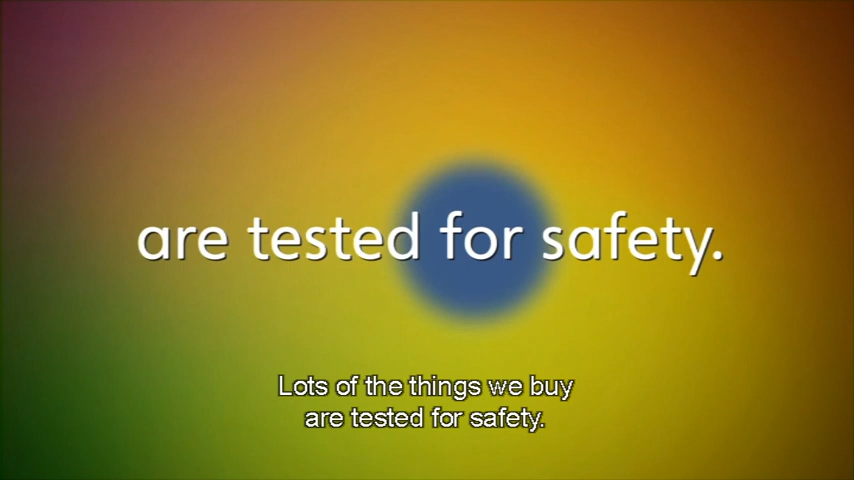 are tested for safety.
Lots of the things we buy
are tested for safety.